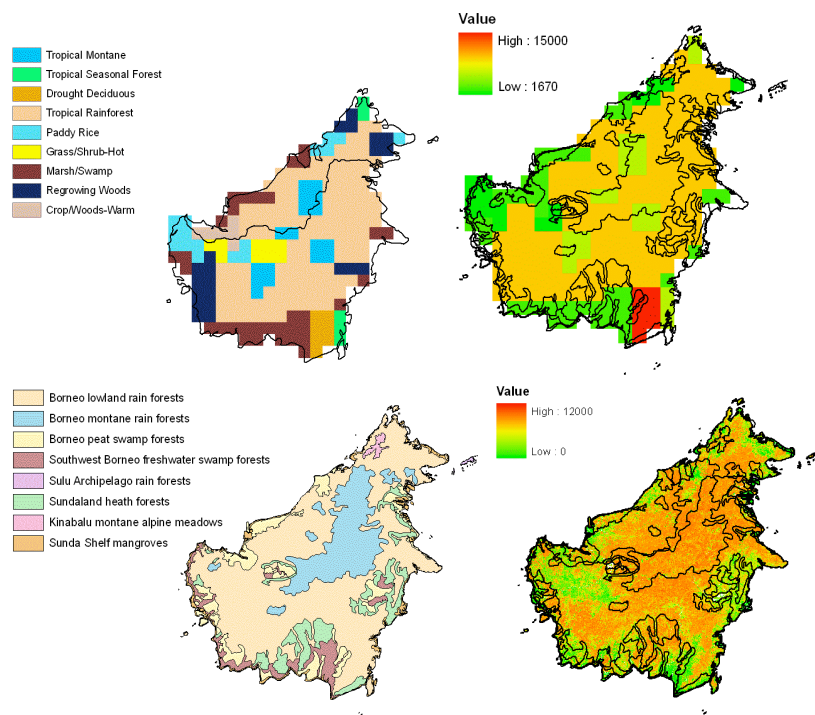 Tropical Montane
Tropical Seasonal Forest
Drought Deciduous
Tropical Rainforest
Paddy Rice
Grass/Shrub-Hot
Marsh/Swamp
Regrowing Woods
Crop/Woods-Warm
Value
High : 15000
Low : 1670
Borneo lowland rain forests
Borneo montane rain forests
Borneo peat swamp forests
Southwest Borneo freshwater swamp forests
Sulu Archipelago rain forests
Sundaland heath forests
Kinabalu montane alpine meadows
Sunda Shelf mangroves
Value
High : 12000
Low : 0